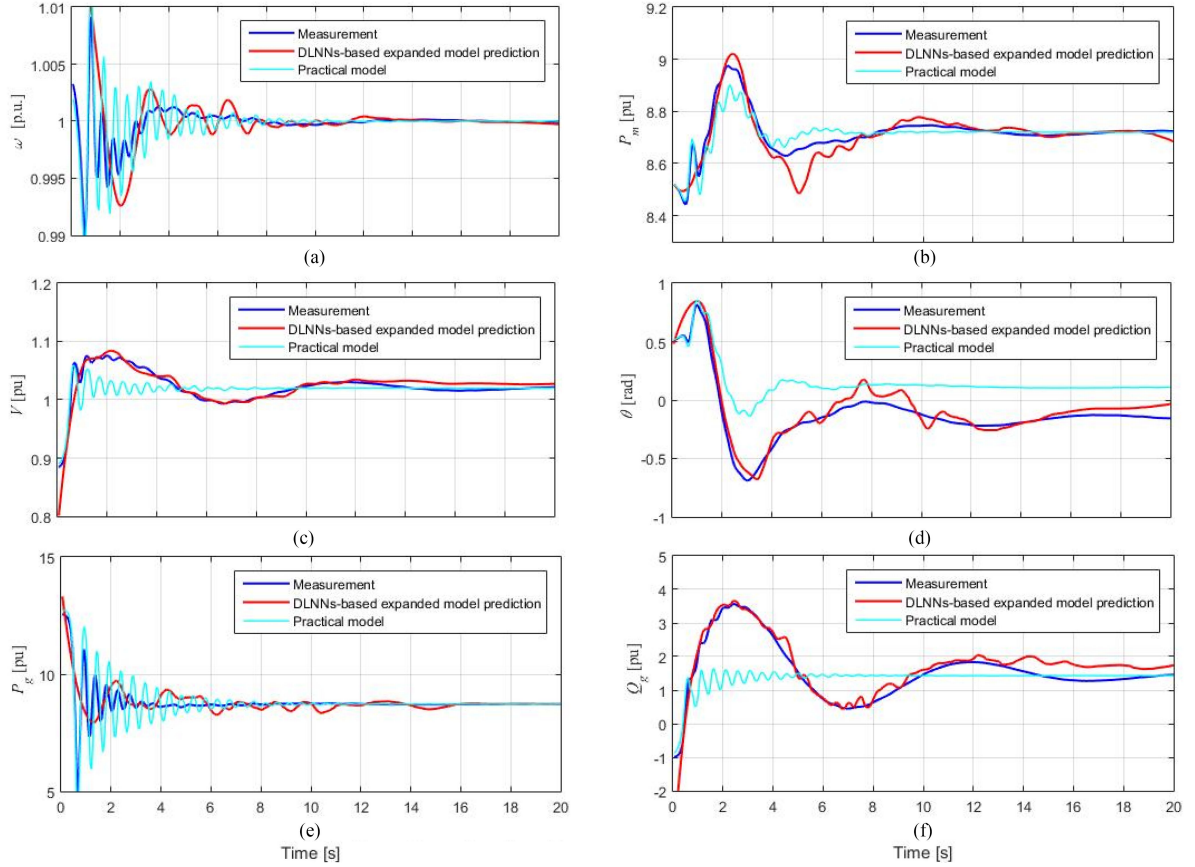 1.01
1.005
1
0.995
0.99
ω [p.u.]
Measurement
DLNNs-based expanded model prediction
Practical model
(a)
9.2
9
8.8
8.6
8.4
P_m [pu]
Measurement
DLNNs-based expanded model prediction
Practical model
(b)
1.2
1.1
1
0.9
0.8
V [pu]
Measurement
DLNNs-based expanded model prediction
Practical model
(c)
1
0.5
0
-0.5
-1
θ [rad]
Measurement
DLNNs-based expanded model prediction
Practical model
(d)
15
10
5
P_g [pu]
Measurement
DLNNs-based expanded model prediction
Practical model
0 2 4 6 8 10 12 14 16 18 20
(e)
Time [s]
5
4
3
2
1
0
-1
-2
Q_g [pu]
Measurement
DLNNs-based expanded model prediction
Practical model
0 2 4 6 8 10 12 14 16 18 20
(f)
Time [s]